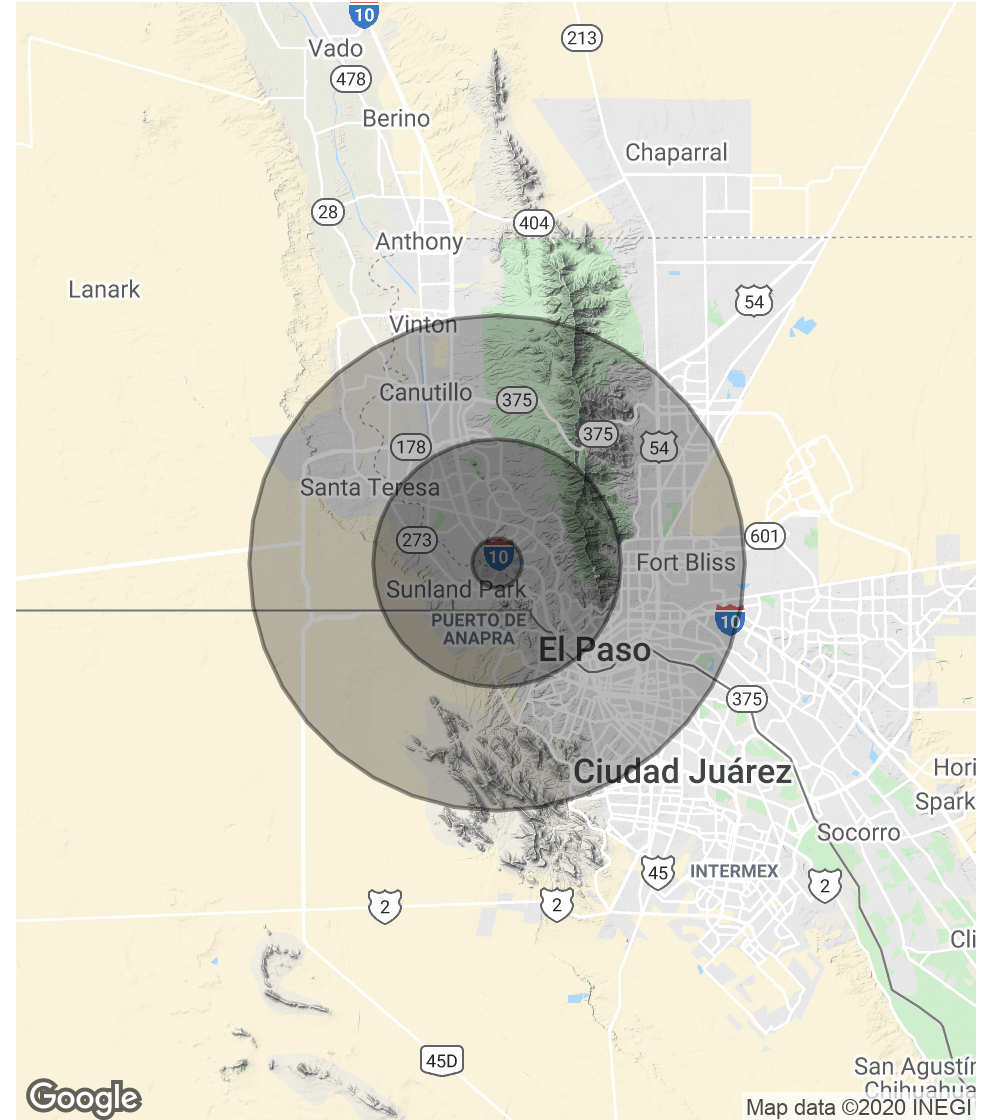 10
213
Vado
478
Berino
Chaparral
28
404
Anthony
Lanark
54
Vinton
Canutillo
375
375
178
54
Santa Teresa
273
601
10
Fort Bliss
Sunland Park
PUERTO DE
ANAPRA
10
El Paso
375
Ciudad Juárez
Hori
Spark
Socorro
45
INTERMEX
2
2
2
Cli
45D
San Agustín
Chihuahua
Google
Map data ©2020 INEGI